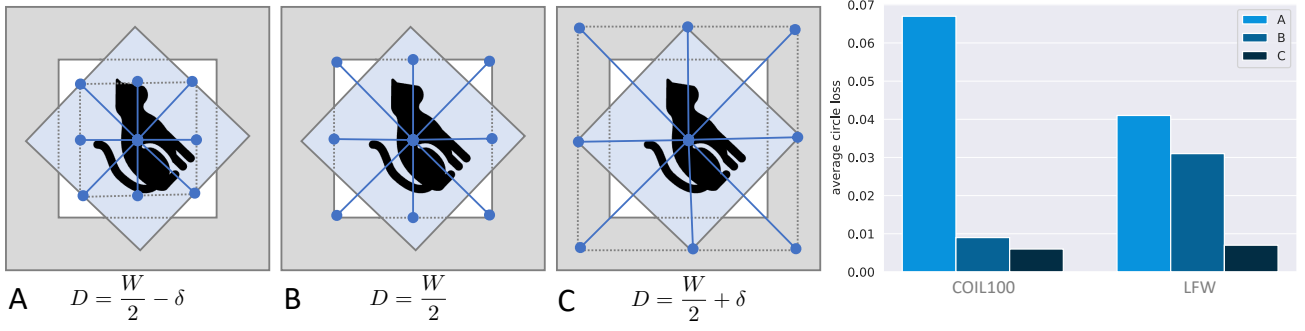 A
D = W/2 − δ
B
D = W/2
C
D = W/2 + δ
average circle loss
0.07
0.06
0.05
0.04
0.03
0.02
0.01
0.00
A
B
C
COIL100
LFW